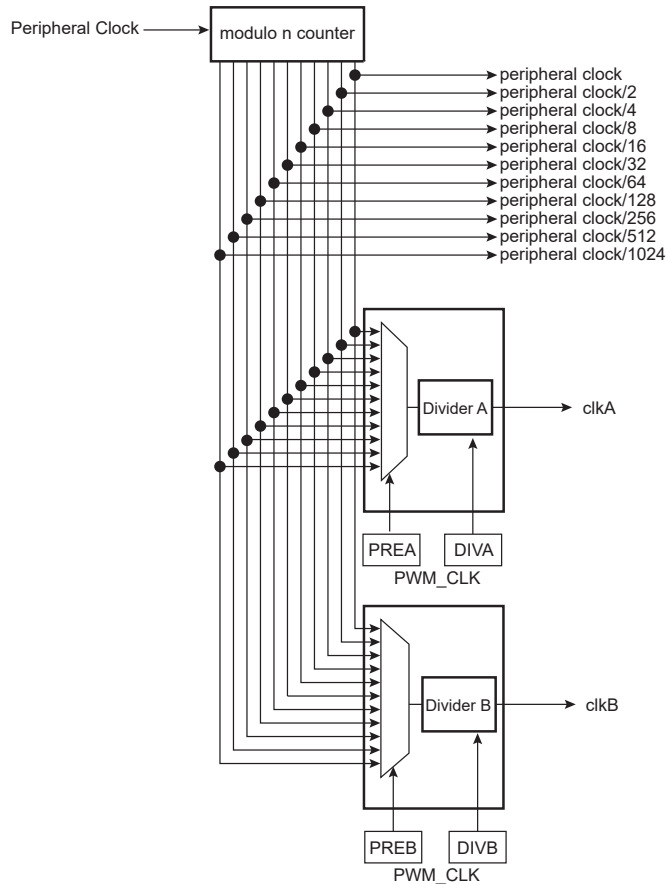 Peripheral Clock
modulo n counter
peripheral clock
peripheral clock/2
peripheral clock/4
peripheral clock/8
peripheral clock/16
peripheral clock/32
peripheral clock/64
peripheral clock/128
peripheral clock/256
peripheral clock/512
peripheral clock/1024
Divider A
clkA
PREA
DIVA
PWM_CLK
Divider B
clkB
PREB
DIVB
PWM_CLK